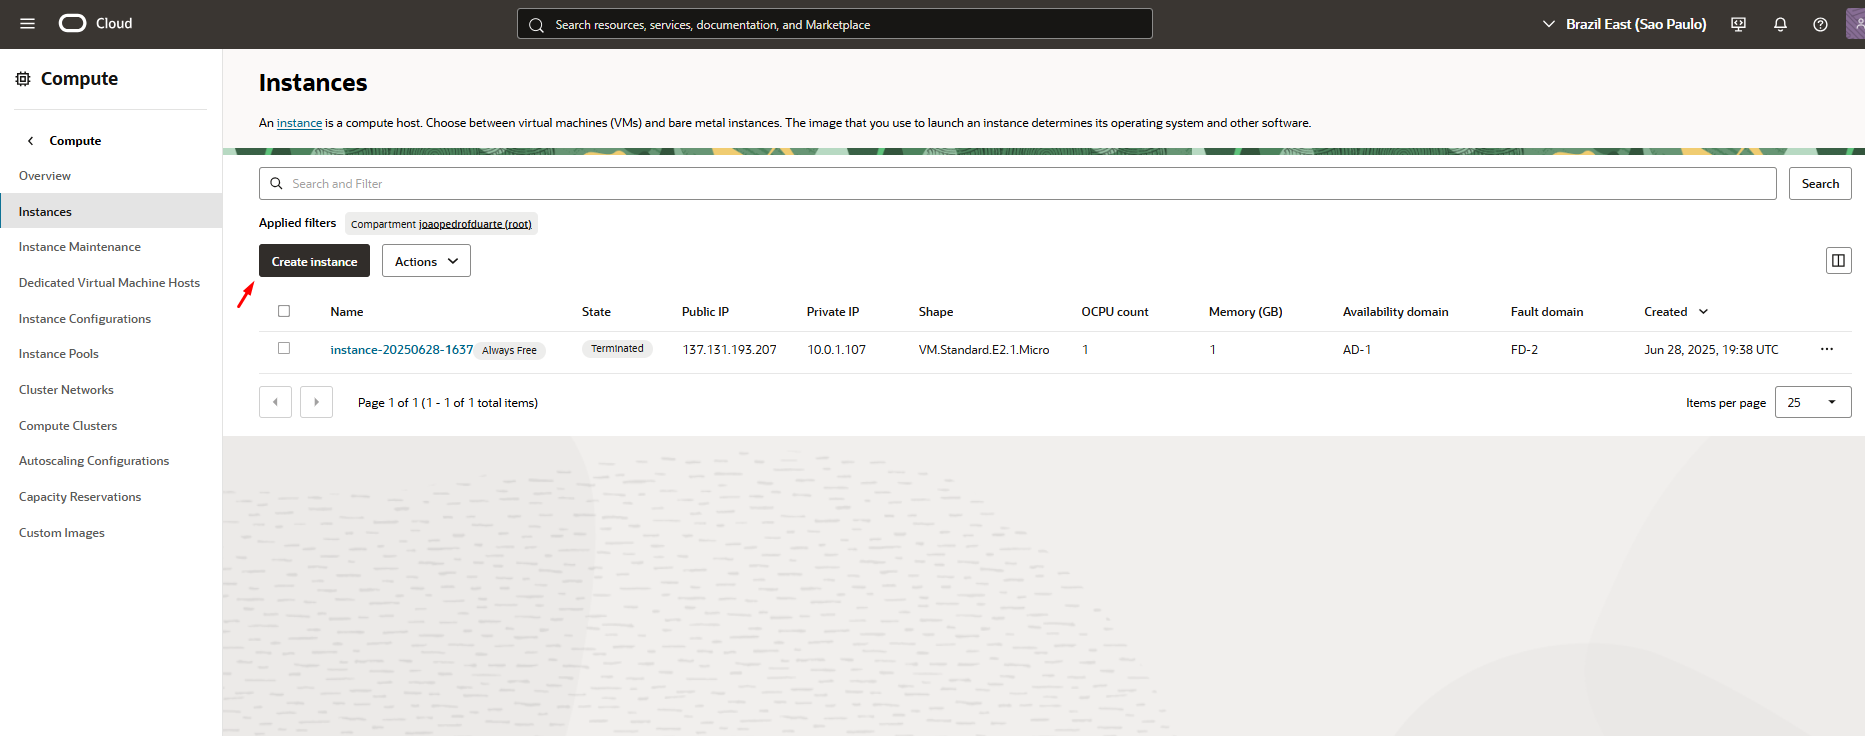 Cloud
Search resources, services, documentation, and Marketplace
Brazil East (Sao Paulo)
Compute
Compute
Overview
Instances
Instance Maintenance
Dedicated Virtual Machine Hosts
Instance Configurations
Instance Pools
Cluster Networks
Compute Clusters
Autoscaling Configurations
Capacity Reservations
Custom Images
Instances
An instance is a compute host. Choose between virtual machines (VMs) and bare metal instances. The image that you use to launch an instance determines its operating system and other software.
Search and Filter
Search
Applied filters Compartment joaopedrofduarte (root)
Create instance Actions
Name State Public IP Private IP Shape OCPU count Memory (GB) Availability domain Fault domain Created
instance-20250628-1637 Always Free Terminated 137.131.193.207 10.0.1.107 VM.Standard.E2.1.Micro 1 1 AD-1 FD-2 Jun 28, 2025, 19:38 UTC
Page 1 of 1 (1 - 1 of 1 total items) Items per page 25